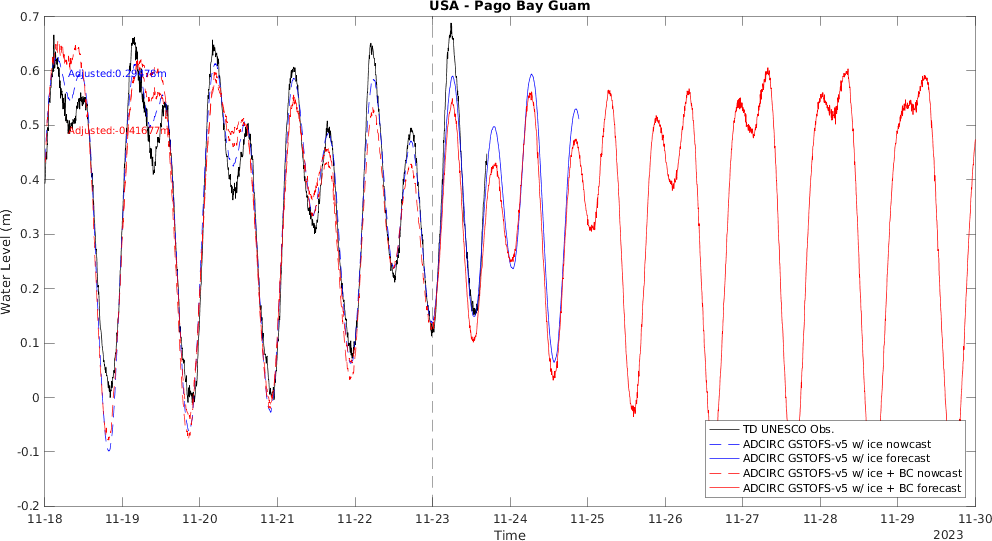 USA - Pago Bay Guam
0.7
0.6
0.5
0.4
0.3
0.2
0.1
0
-0.1
-0.2
Water Level (m)
Adjusted:
Adjusted:-0.41677m
TD UNESCO Obs.
ADCIRC GSTOFS-v5 w/ ice nowcast
ADCIRC GSTOFS-v5 w/ ice forecast
ADCIRC GSTOFS-v5 w/ ice + BC nowcast
ADCIRC GSTOFS-v5 w/ ice + BC forecast
11-18 11-19 11-20 11-21 11-22 11-23 11-24 11-25 11-26 11-27 11-28 11-29 11-30
Time
2023